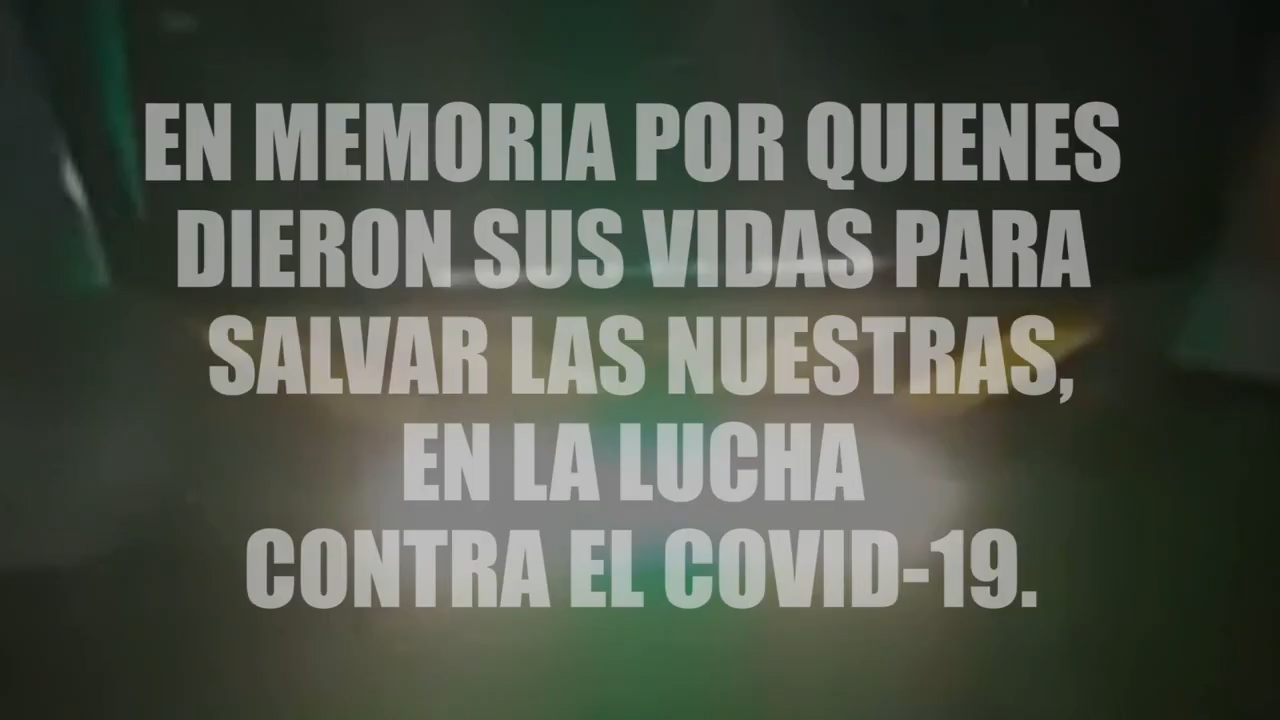 EN MEMORIA POR QUIENES
DIERON SUS VIDAS PARA
SALVAR LAS NUESTRAS,
EN LA LUCHA
CONTRA EL COVID-19.